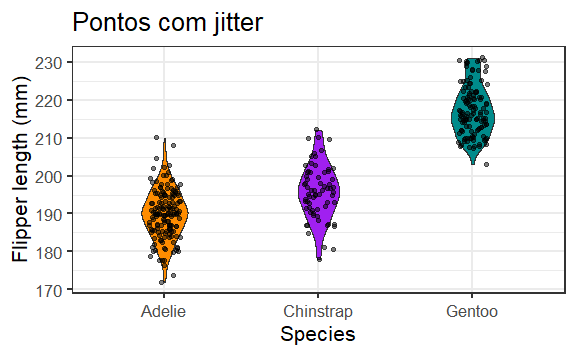 Pontos com jitter
Flipper length (mm)
230
220
210
200
190
180
170
Adelie Chinstrap Gentoo
Species